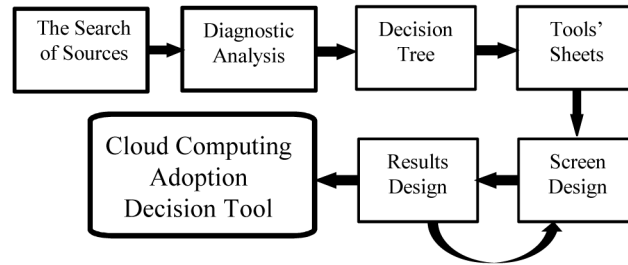 The Search
of Sources
Diagnostic
Analysis
Decision
Tree
Tools'
Sheets
Cloud Computing
Adoption
Decision Tool
Results
Design
Screen
Design